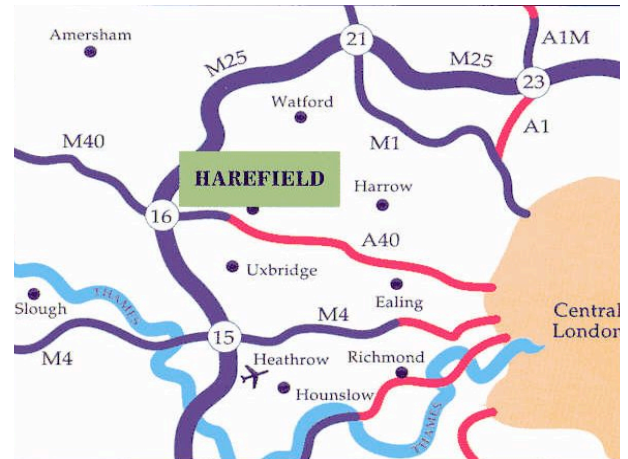 Amersham
21
A1M
M25
M25
23
Watford
A1
M40
M1
HAREFIELD
Harrow
16
A40
Uxbridge
THAMES
Ealing
Slough
M4
Central
London
15
M4
Heathrow
Richmond
Hounslow
THAMES